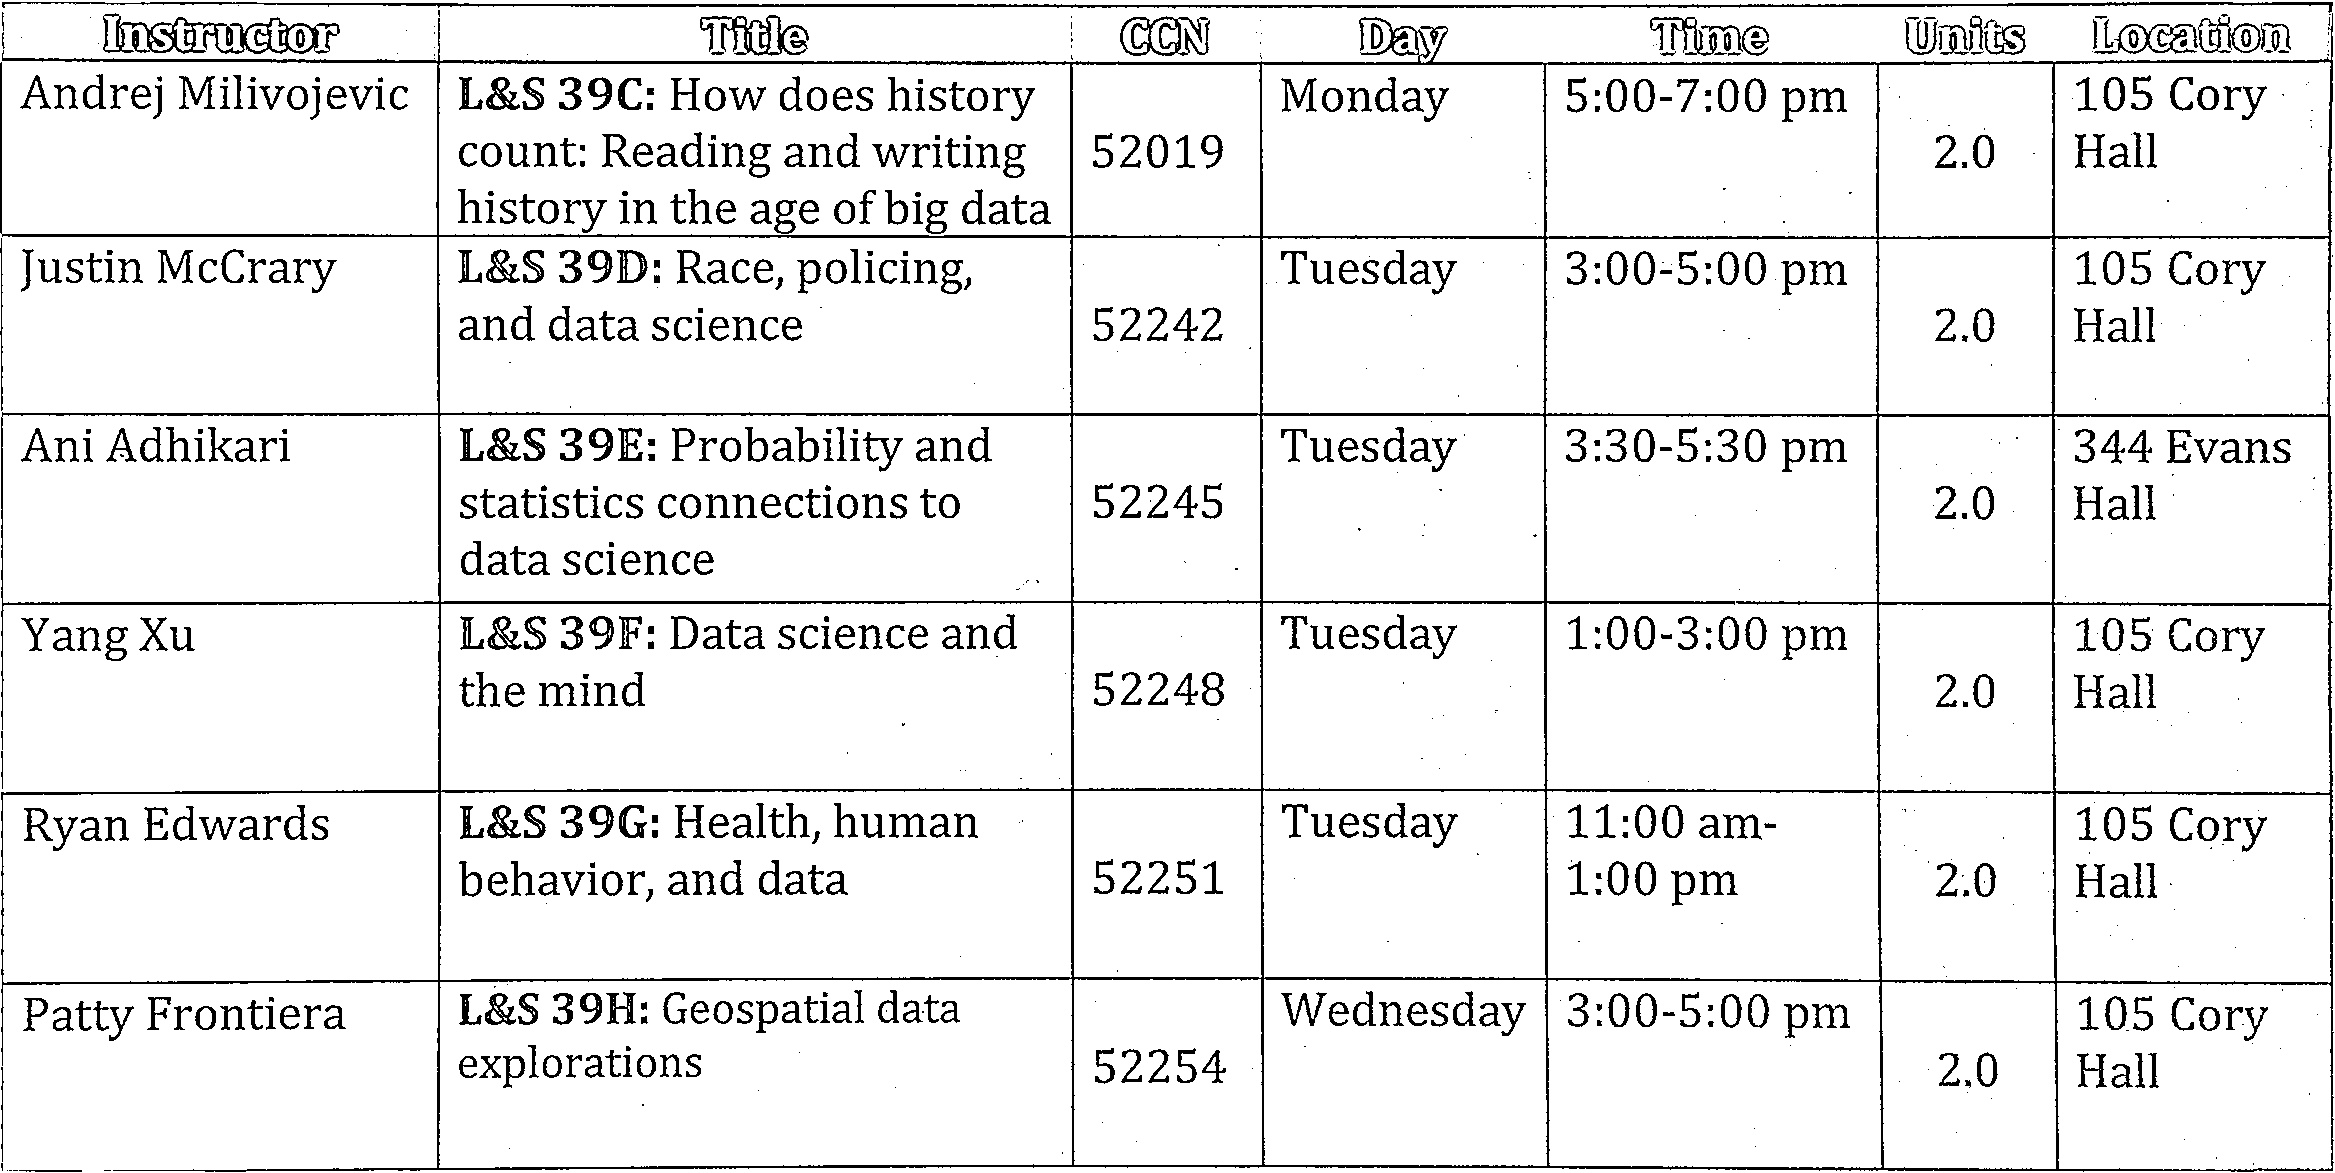 Instructor Title CCN Day Time Units Location
Andrej Milivojevic L&S 39C: How does history Monday 5:00-7:00 pm 105 Cory
count: Reading and writing 52019 2.0 Hall
history in the age of big data
Justin McCrary L&S 39D: Race, policing, Tuesday 3:00-5:00 pm 105 Cory
and data science 52242 2.0 Hall
Ani Adhikari L&S 39E: Probability and Tuesday 3:30-5:30 pm 344 Evans
statistics connections to 52245 2.0 Hall
data science
Yang Xu L&S 39F: Data science and Tuesday 1:00-3:00 pm 105 Cory
the mind 52248 2.0 Hall
Ryan Edwards L&S 39G: Health, human Tuesday 11:00 am- 105 Cory
behavior, and data 52251 1:00 pm 2.0 Hall
Patty Frontiera L&S 39H: Geospatial data Wednesday 3:00-5:00 pm 105 Cory
explorations 52254 2.0 Hall